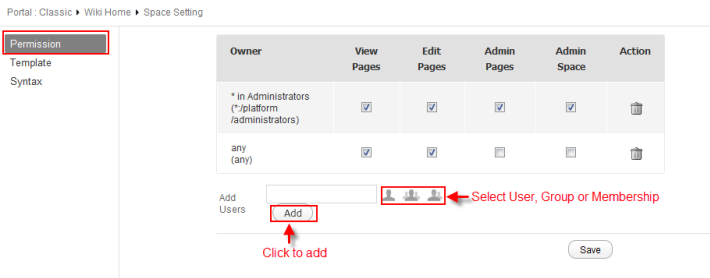 Portal : Classic ▸ Wiki Home ▸ Space Setting
Permission
Template
Syntax
Owner View Pages Edit Pages Admin Pages Admin Space Action
* in Administrators
(*:/platform
/administrators)
any
(any)
Add Users
Select User, Group or Membership
Add
Click to add
Save